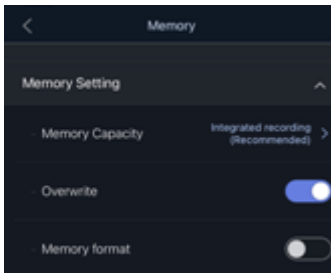 Memory
Memory Setting
Memory Capacity
Integrated recording
(Recommended)
Overwrite
Memory format